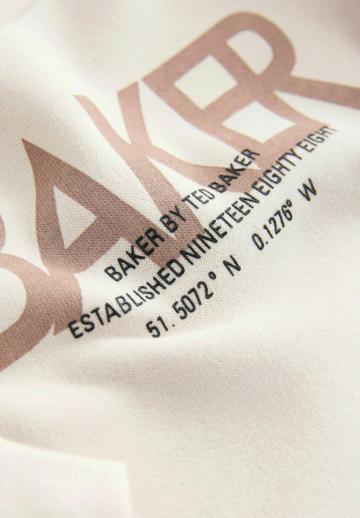 BAKER
BAKER BY TED BAKER
ESTABLISHED NINETEEN EIGHTY EIGHT
51.5072° N 0.1276° W